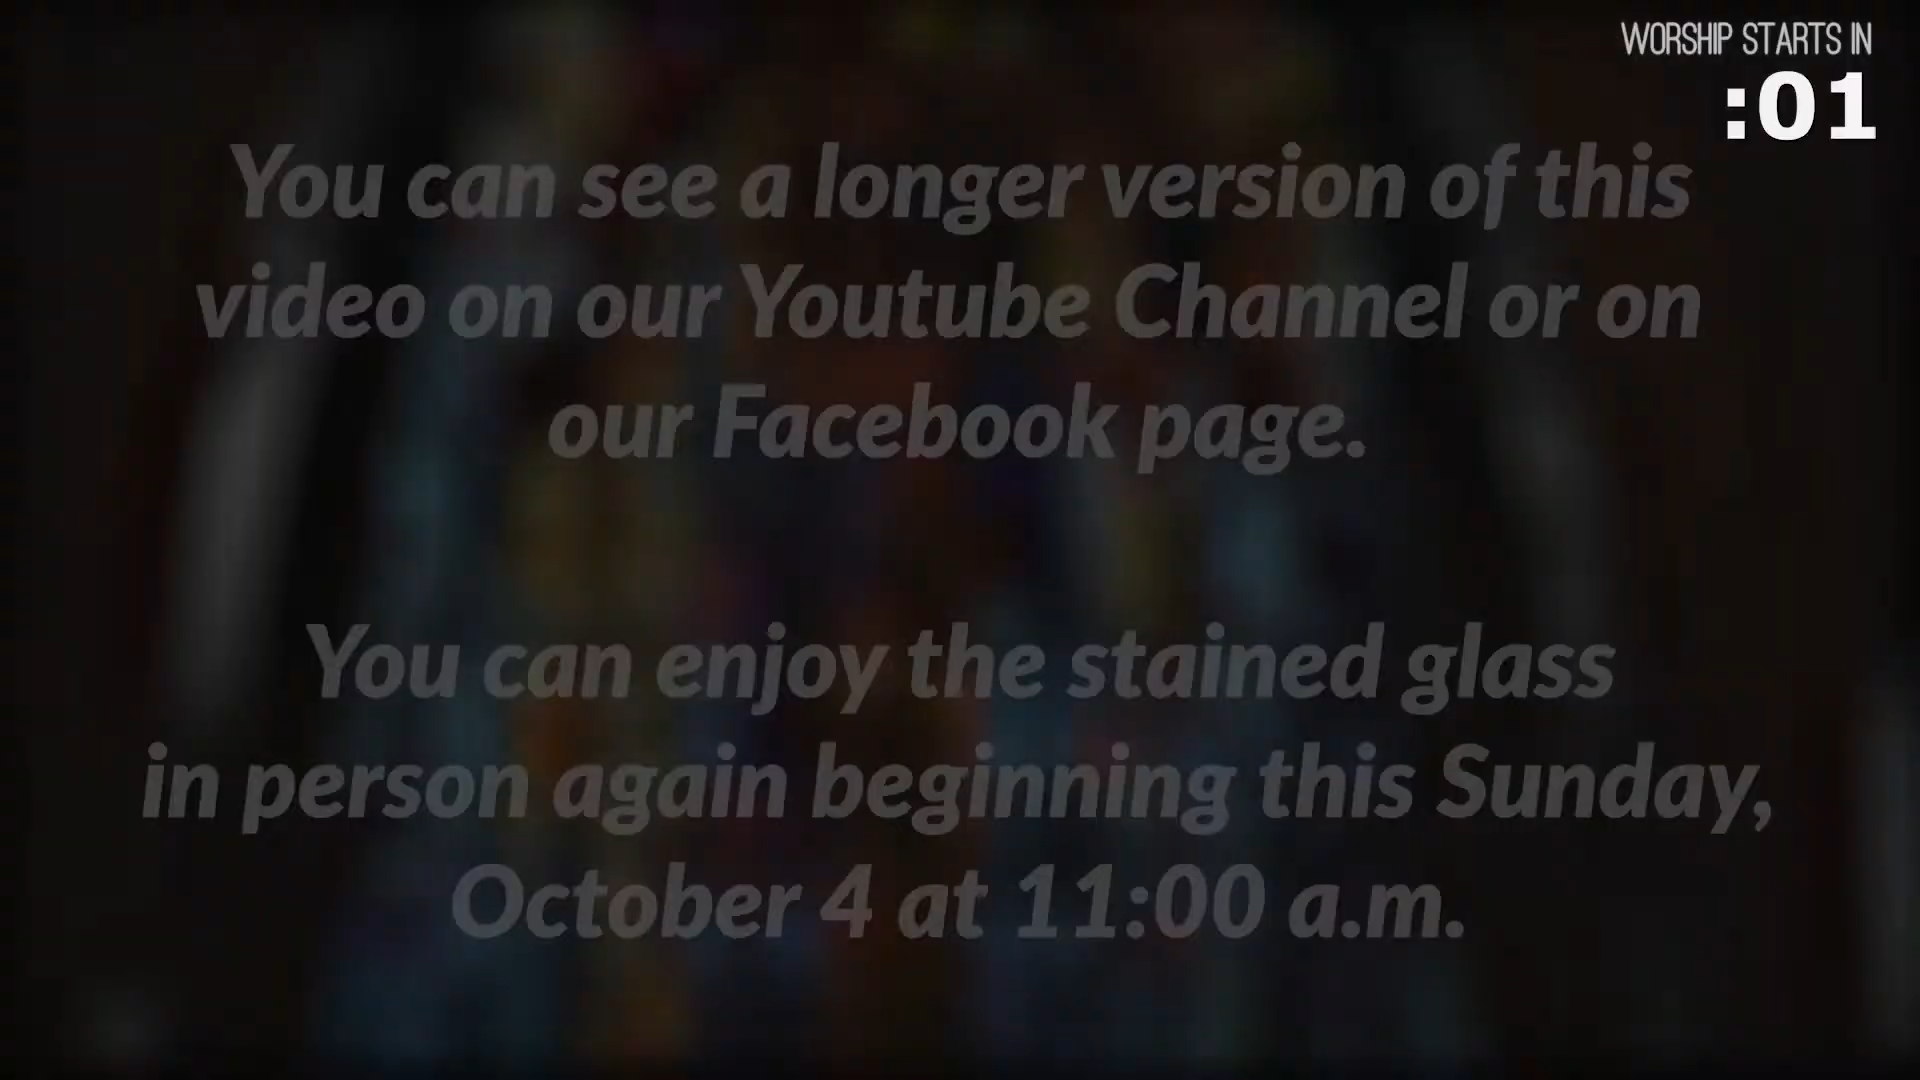 WORSHIP STARTS IN
:01
You can see a longer version of this
video on our Youtube Channel or on
our Facebook page.
You can enjoy the stained glass
in person again beginning this Sunday,
October 4 at 11:00 a.m.